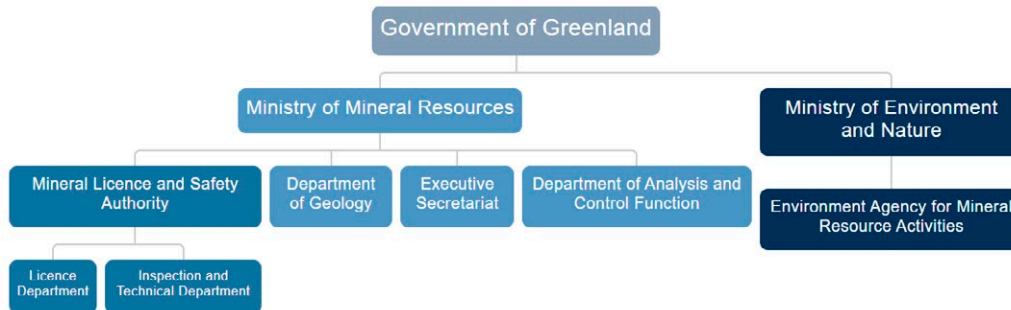 Government of Greenland
Ministry of Mineral Resources
Ministry of Environment
and Nature
Mineral Licence and Safety
Authority
Department
of Geology
Executive
Secretariat
Department of Analysis and
Control Function
Environment Agency for Mineral
Resource Activities
Licence
Department
Inspection and
Technical Department